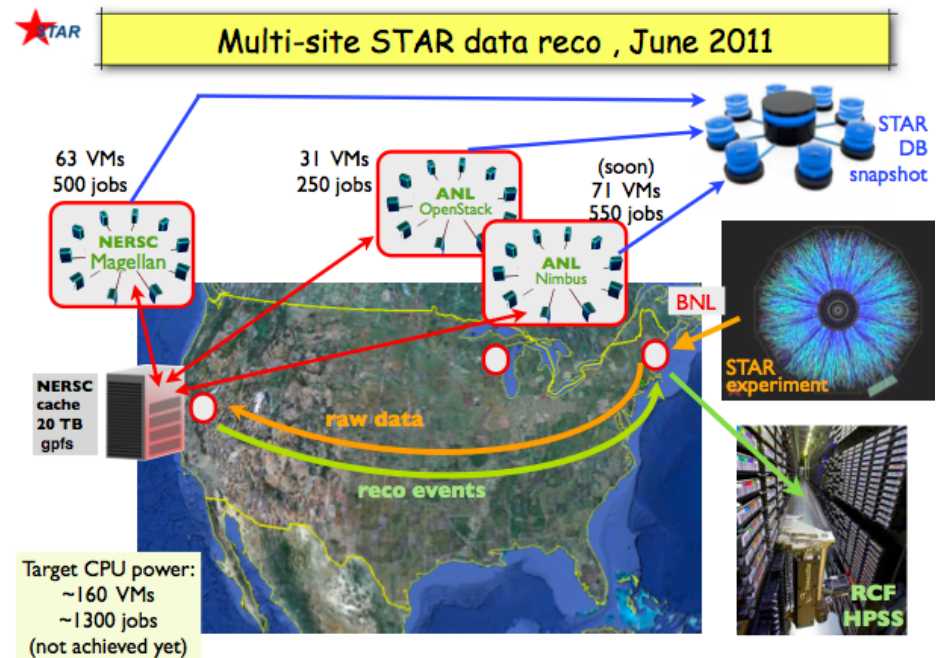 STAR
Multi-site STAR data reco , June 2011
63 VMs
500 jobs
31 VMs
250 jobs
(soon)
71 VMs
550 jobs
STAR
DB
snapshot
NERSC
Magellan
ANL
OpenStack
ANL
Nimbus
BNL
STAR
experiment
NERSC
cache
20 TB
gpfs
raw data
reco events
Target CPU power:
~160 VMs
~1300 jobs
(not achieved yet)
RCF
HPSS